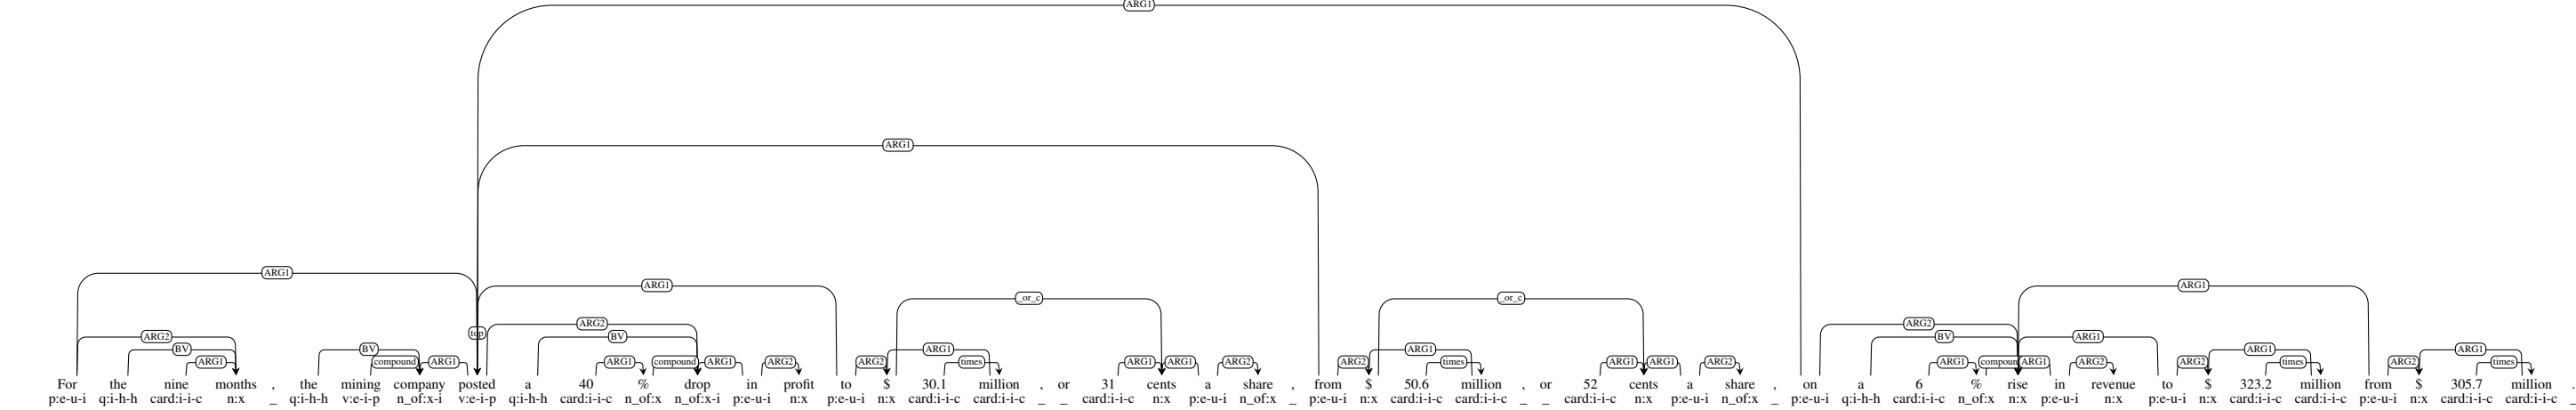 ARG1
ARG1
ARG1
ARG1 ARG1
_or_c _or_c
top ARG2 ARG2
ARG2 BV BV ARG1
BV BV ARG1 ARG1 ARG1 ARG1
ARG1 compound ARG1 ARG1 compound ARG1 ARG2 ARG2 times ARG1 ARG1 ARG2 ARG2 times ARG1 ARG1 ARG2 ARG1 compoun ARG1 ARG2 ARG2 times ARG2 times
For the nine months , the mining company posted a 40 % drop in profit to $ 30.1 million , or 31 cents a share , from $ 50.6 million , or 52 cents a share , on a 6 % rise in revenue to $ 323.2 million from $ 305.7 million .
p:e-u-i q:i-h-h card:i-i-c n:x _ q:i-h-h v:e-i-p n_of:x-i v:e-i-p q:i-h-h card:i-i-c n_of:x n_of:x-i p:e-u-i n:x p:e-u-i n:x card:i-i-c card:i-i-c _ _ card:i-i-c n:x p:e-u-i n_of:x _ p:e-u-i n:x card:i-i-c card:i-i-c _ _ card:i-i-c n:x p:e-u-i n_of:x _ p:e-u-i q:i-h-h card:i-i-c n_of:x n:x p:e-u-i n:x p:e-u-i n:x card:i-i-c card:i-i-c p:e-u-i n:x card:i-i-c card:i-i-c _